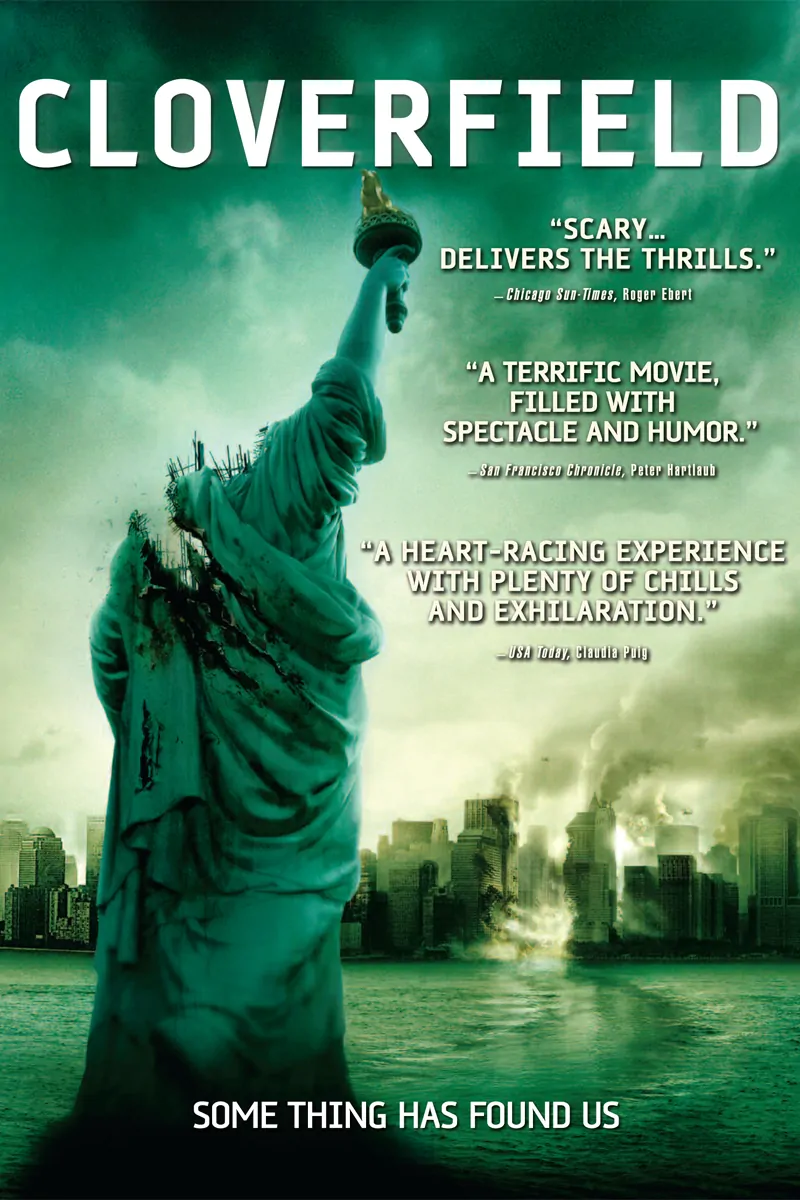 CLOVERFIELD
“SCARY...
DELIVERS THE THRILLS.”
—Chicago Sun-Times, Roger Ebert
“A TERRIFIC MOVIE,
FILLED WITH
SPECTACLE AND HUMOR.”
—San Francisco Chronicle, Peter Hartlaub
“A HEART-RACING EXPERIENCE
WITH PLENTY OF CHILLS
AND EXHILARATION.”
—USA Today, Claudia Puig
SOME THING HAS FOUND US